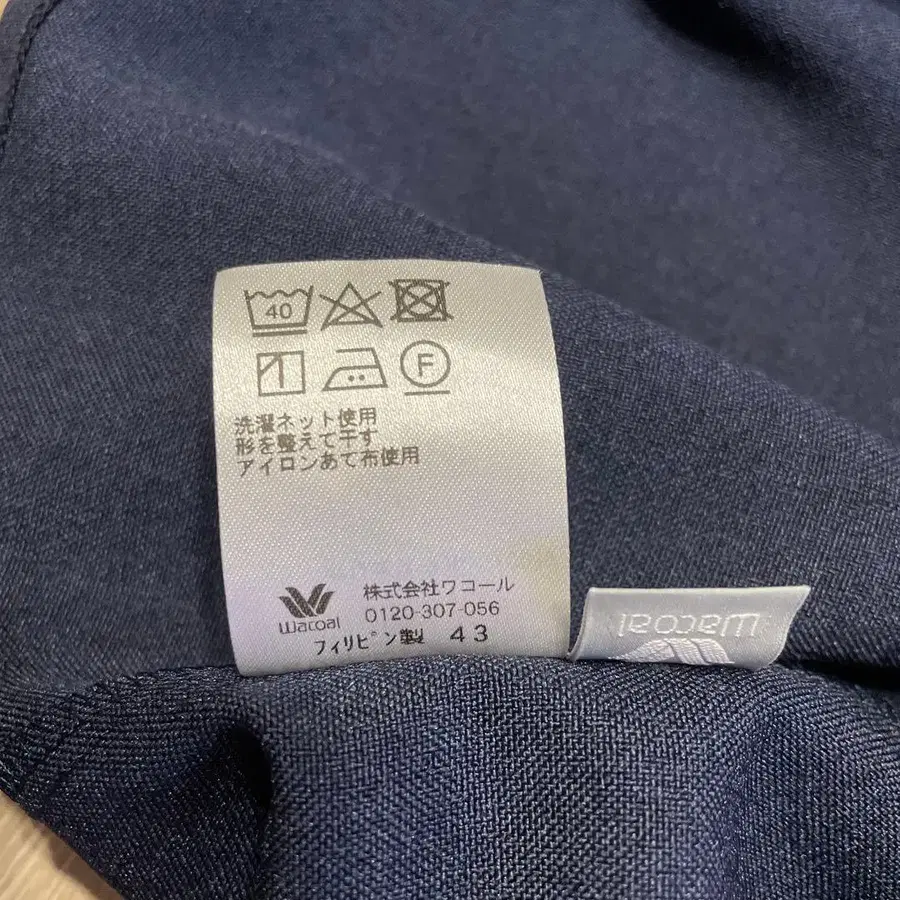 40
F
洗濯ネット使用
形を整えて干す
アイロンあて布使用
株式会社ワコール
Wacoal 0120-307-056
フィリピン製 43
Wacoal